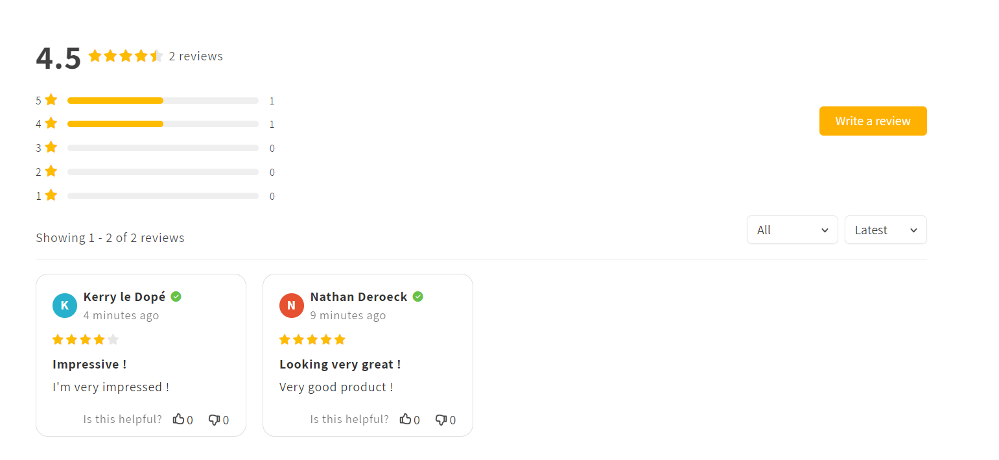 4.5 2 reviews
5 1
4 1
3 0
2 0
1 0
Write a review
Showing 1 - 2 of 2 reviews
All Latest
K Kerry le Dopé
4 minutes ago
Impressive !
I'm very impressed !
Is this helpful? 0 0
N Nathan Deroeck
9 minutes ago
Looking very great !
Very good product !
Is this helpful? 0 0